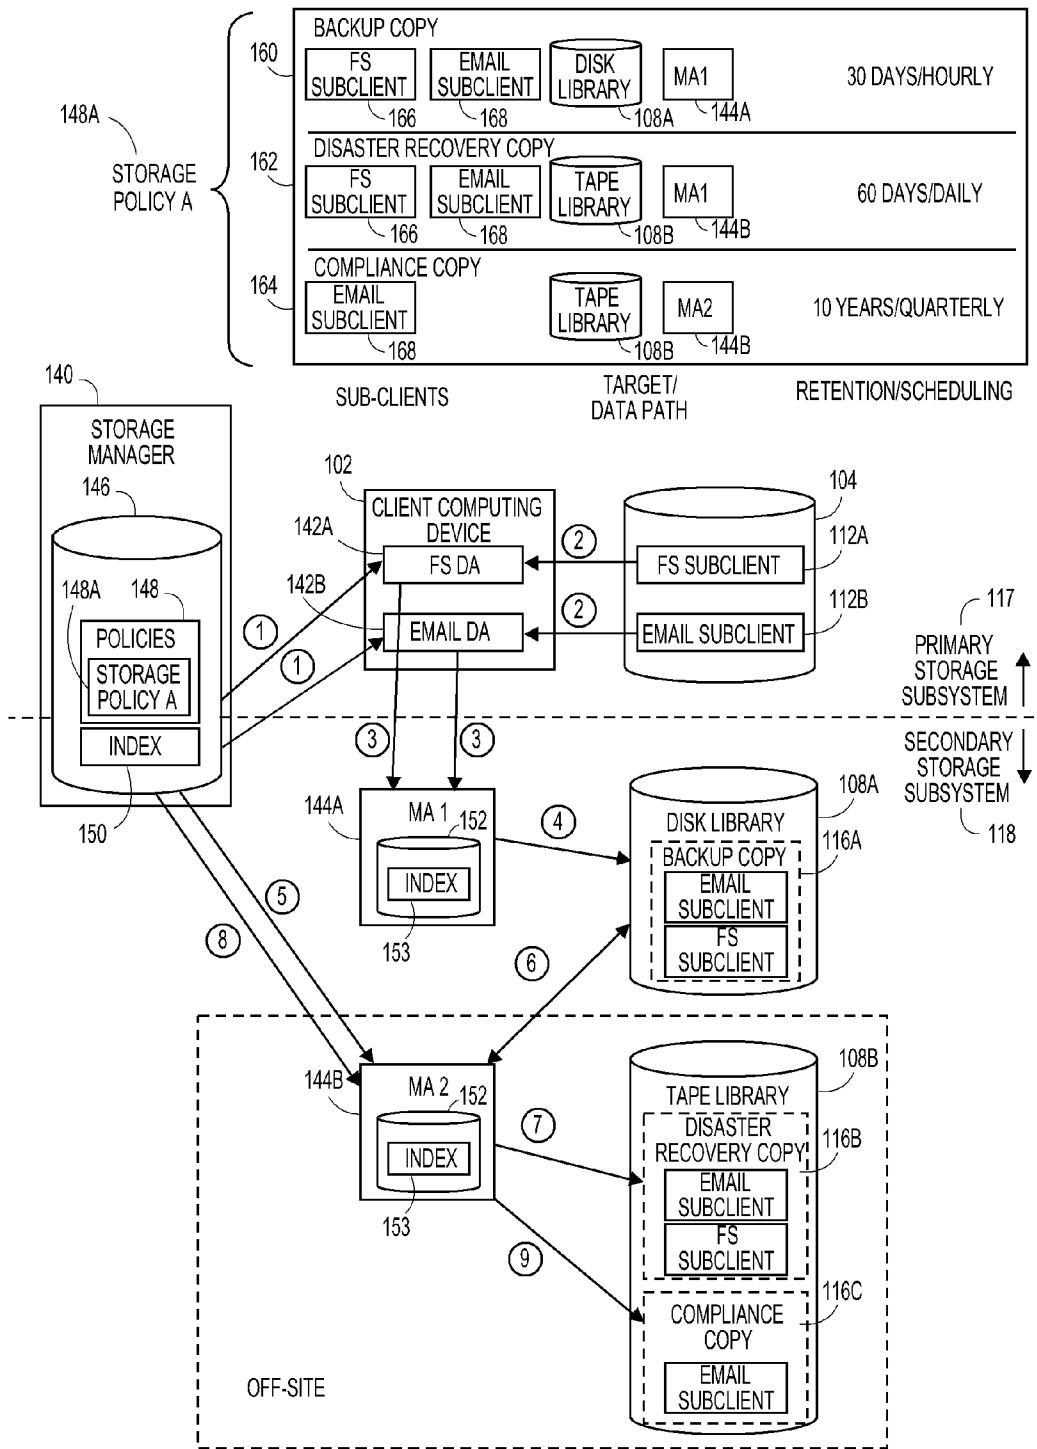 BACKUP COPY
160
FS
SUBCLIENT
EMAIL
SUBCLIENT
DISK
LIBRARY
MA1
30 DAYS/HOURLY
166
168
108A
144A
148A
STORAGE
POLICY A
DISASTER RECOVERY COPY
162
FS
SUBCLIENT
EMAIL
SUBCLIENT
TAPE
LIBRARY
MA1
60 DAYS/DAILY
166
168
108B
144B
COMPLIANCE COPY
164
EMAIL
SUBCLIENT
TAPE
LIBRARY
MA2
10 YEARS/QUARTERLY
168
108B
144B
SUB-CLIENTS
TARGET/
DATA PATH
RETENTION/SCHEDULING
140
STORAGE
MANAGER
146
148A
148
POLICIES
STORAGE
POLICY A
INDEX
150
102
CLIENT COMPUTING
DEVICE
142A
FS DA
142B
EMAIL DA
104
2
FS SUBCLIENT
112A
2
EMAIL SUBCLIENT
112B
1
1
117
PRIMARY
STORAGE
SUBSYSTEM
SECONDARY
STORAGE
SUBSYSTEM
118
3
3
144A
MA 1
152
INDEX
153
4
108A
DISK LIBRARY
116A
BACKUP COPY
EMAIL
SUBCLIENT
FS
SUBCLIENT
5
8
6
144B
MA 2
152
INDEX
153
7
9
108B
TAPE LIBRARY
DISASTER
RECOVERY COPY
116B
EMAIL
SUBCLIENT
FS
SUBCLIENT
116C
COMPLIANCE
COPY
EMAIL
SUBCLIENT
OFF-SITE